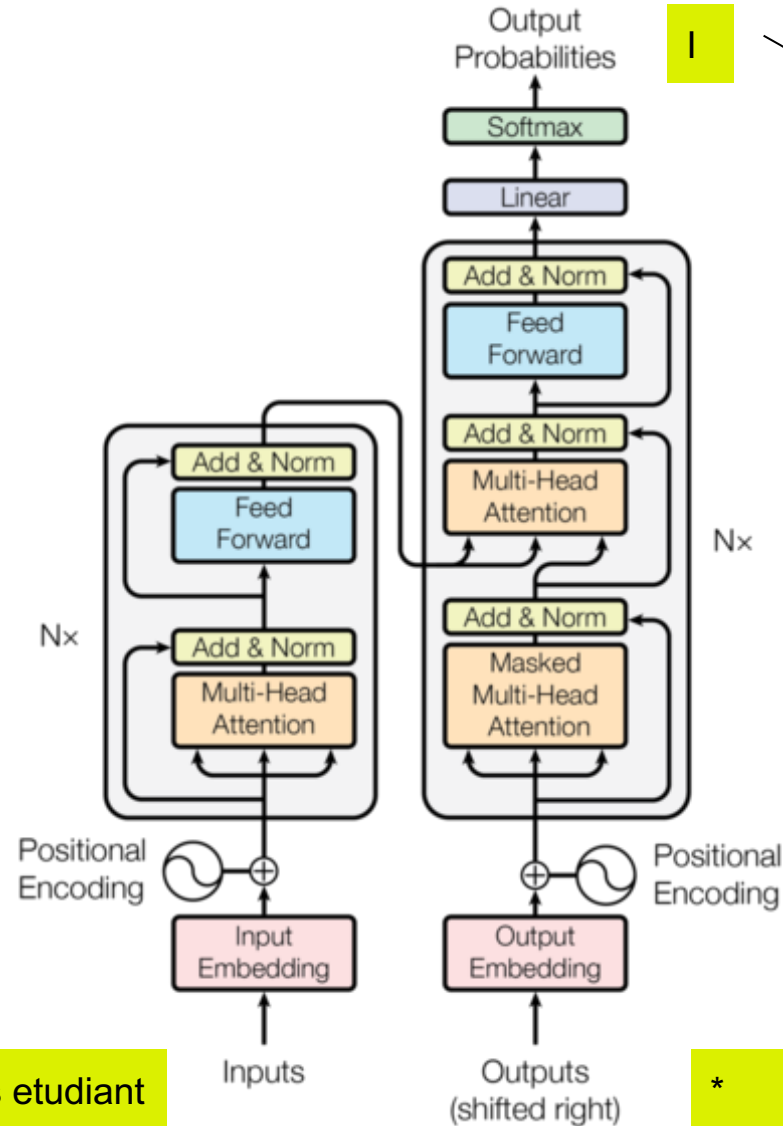 Output
Probabilities
I
Softmax
Linear
Add & Norm
Feed
Forward
Add & Norm
Multi-Head
Attention
Nx
Add & Norm
Masked
Multi-Head
Attention
Add & Norm
Feed
Forward
Nx
Add & Norm
Multi-Head
Attention
Positional
Encoding
Positional
Encoding
Input
Embedding
Output
Embedding
etudiant
Inputs
Outputs
(shifted right)
*